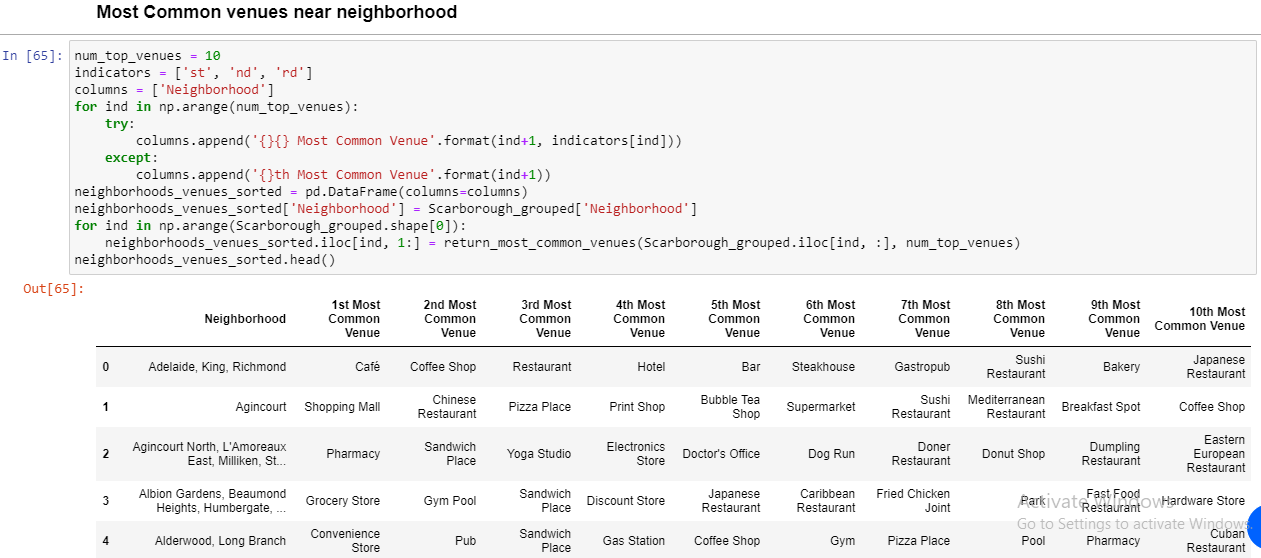 Most Common venues near neighborhood
In [65]: num_top_venues = 10
indicators = ['st', 'nd', 'rd']
columns = ['Neighborhood']
for ind in np.arange(num_top_venues):
    try:
        columns.append('{}{} Most Common Venue'.format(ind+1, indicators[ind]))
    except:
        columns.append('{}th Most Common Venue'.format(ind+1))
neighborhoods_venues_sorted = pd.DataFrame(columns=columns)
neighborhoods_venues_sorted['Neighborhood'] = Scarborough_grouped['Neighborhood']
for ind in np.arange(Scarborough_grouped.shape[0]):
    neighborhoods_venues_sorted.iloc[ind, 1:] = return_most_common_venues(Scarborough_grouped.iloc[ind, :], num_top_venues)
neighborhoods_venues_sorted.head()
Out[65]:
Neighborhood 1st Most Common Venue 2nd Most Common Venue 3rd Most Common Venue 4th Most Common Venue 5th Most Common Venue 6th Most Common Venue 7th Most Common Venue 8th Most Common Venue 9th Most Common Venue 10th Most Common Venue
0 Adelaide, King, Richmond Café Coffee Shop Restaurant Hotel Bar Steakhouse Gastropub Sushi Restaurant Bakery Japanese Restaurant
1 Agincourt Shopping Mall Chinese Restaurant Pizza Place Print Shop Bubble Tea Shop Supermarket Sushi Restaurant Mediterranean Restaurant Breakfast Spot Coffee Shop
2 Agincourt North, L'Amoreaux East, Milliken, St... Pharmacy Sandwich Place Yoga Studio Electronics Store Doctor's Office Dog Run Doner Restaurant Donut Shop Dumpling Restaurant Eastern European Restaurant
3 Albion Gardens, Beaumond Heights, Humbergate, ... Grocery Store Gym Pool Sandwich Place Discount Store Japanese Restaurant Caribbean Restaurant Fried Chicken Joint Park Fast Food Restaurant Hardware Store
4 Alderwood, Long Branch Convenience Store Pub Sandwich Place Gas Station Coffee Shop Gym Pizza Place Pool Pharmacy Cuban Restaurant
Activate Windows
Go to Settings to activate Windows.